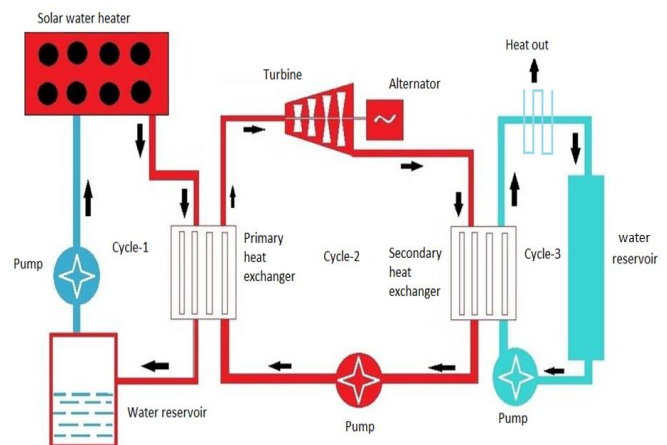 Solar water heater
Heat out
Turbine
Alternator
Pump
Cycle-1
Primary
heat
exchanger
Cycle-2
Secondary
heat
exchanger
Cycle-3
water
reservoir
Water reservoir
Pump
Pump